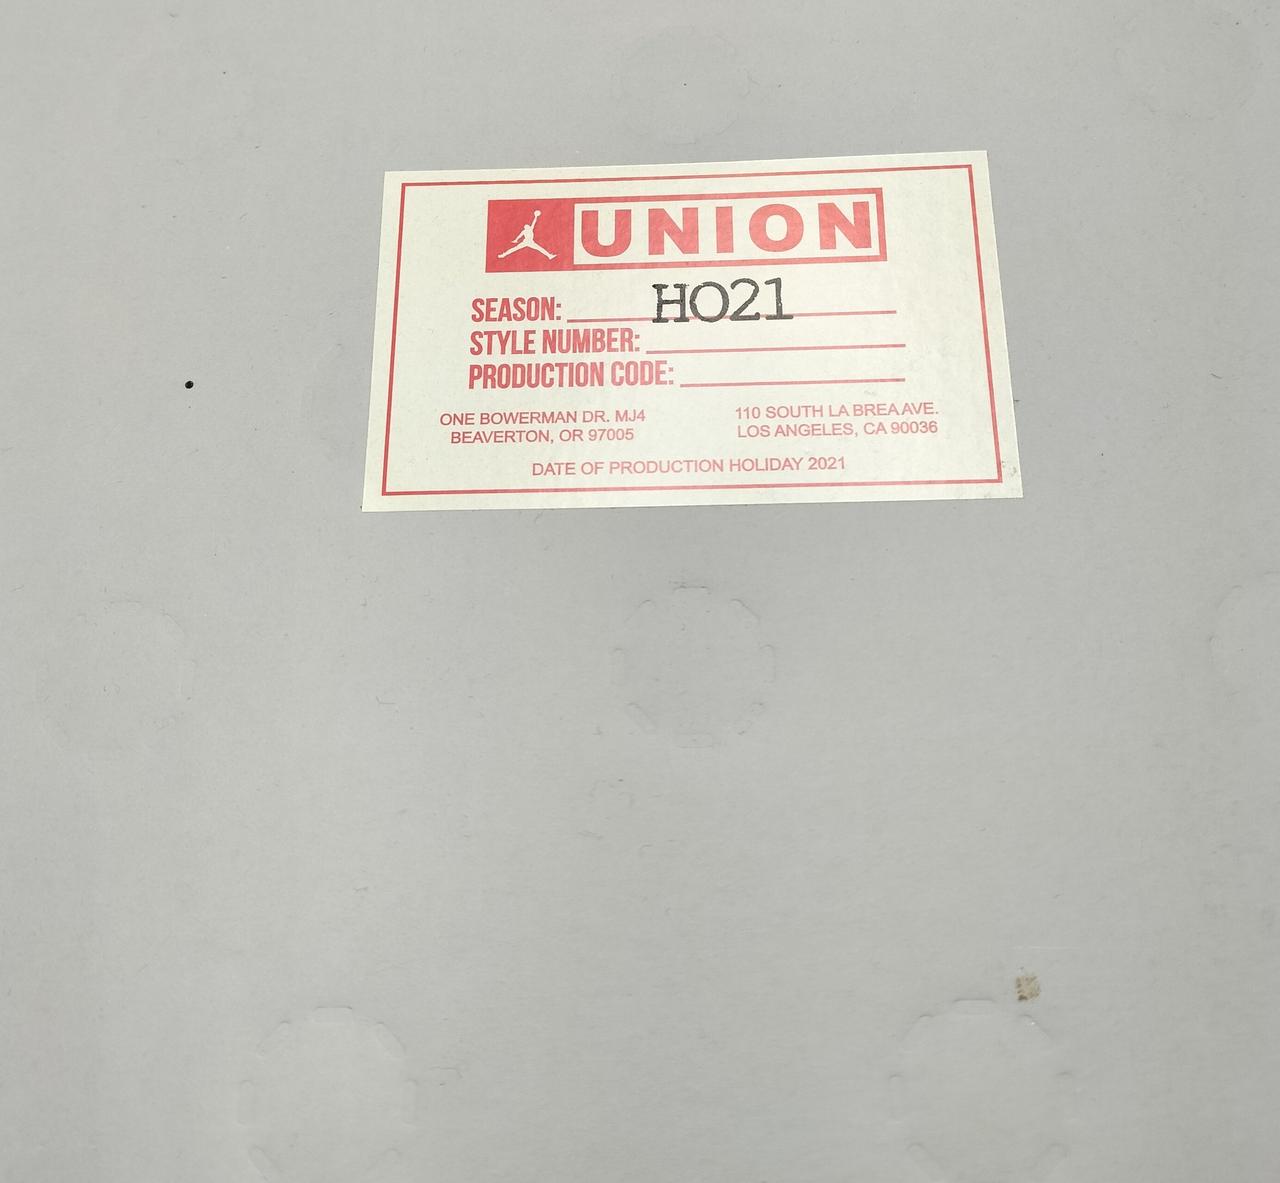 UNION
SEASON: HO21
STYLE NUMBER:
PRODUCTION CODE:
ONE BOWERMAN DR. MJ4
BEAVERTON, OR 97005
110 SOUTH LA BREA AVE.
LOS ANGELES, CA 90036
DATE OF PRODUCTION HOLIDAY 2021